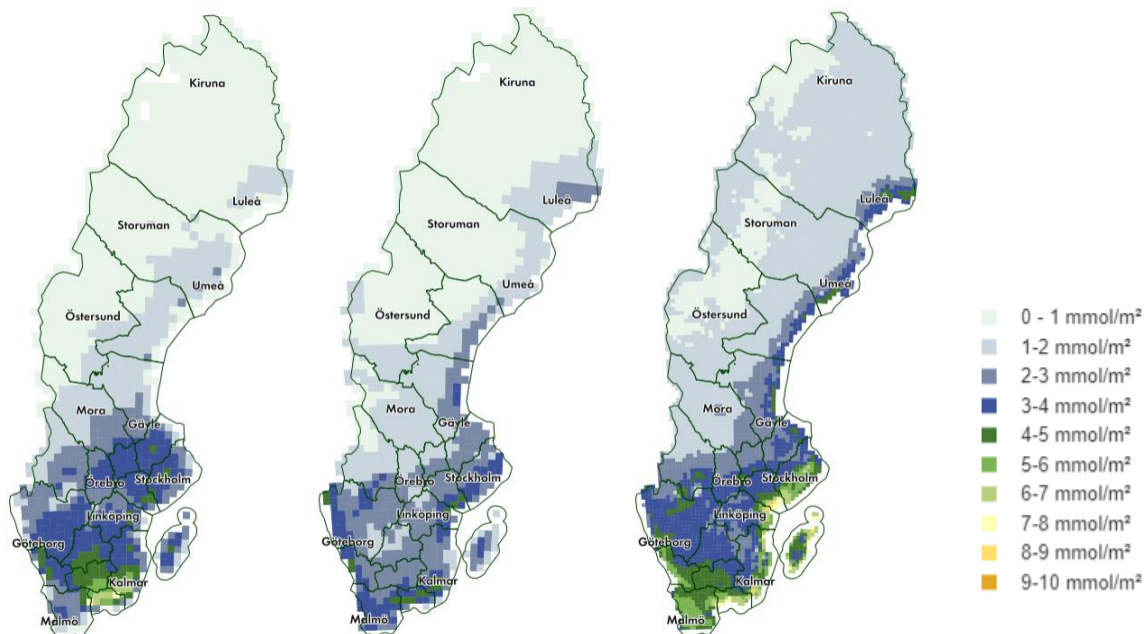 Kiruna
Luleå
Storuman
Umeå
Östersund
Mora
Gävle
Örebro
Stockholm
Linköping
Göteborg
Kalmar
Malmö
Kiruna
Luleå
Storuman
Umeå
Östersund
Mora
Gävle
Örebro
Stockholm
Linköping
Göteborg
Kalmar
Malmö
Kiruna
Luleå
Storuman
Umeå
Östersund
Mora
Gävle
Örebro
Stockholm
Linköping
Göteborg
Kalmar
Malmö
0 - 1 mmol/m²
1-2 mmol/m²
2-3 mmol/m²
3-4 mmol/m²
4-5 mmol/m²
5-6 mmol/m²
6-7 mmol/m²
7-8 mmol/m²
8-9 mmol/m²
9-10 mmol/m²